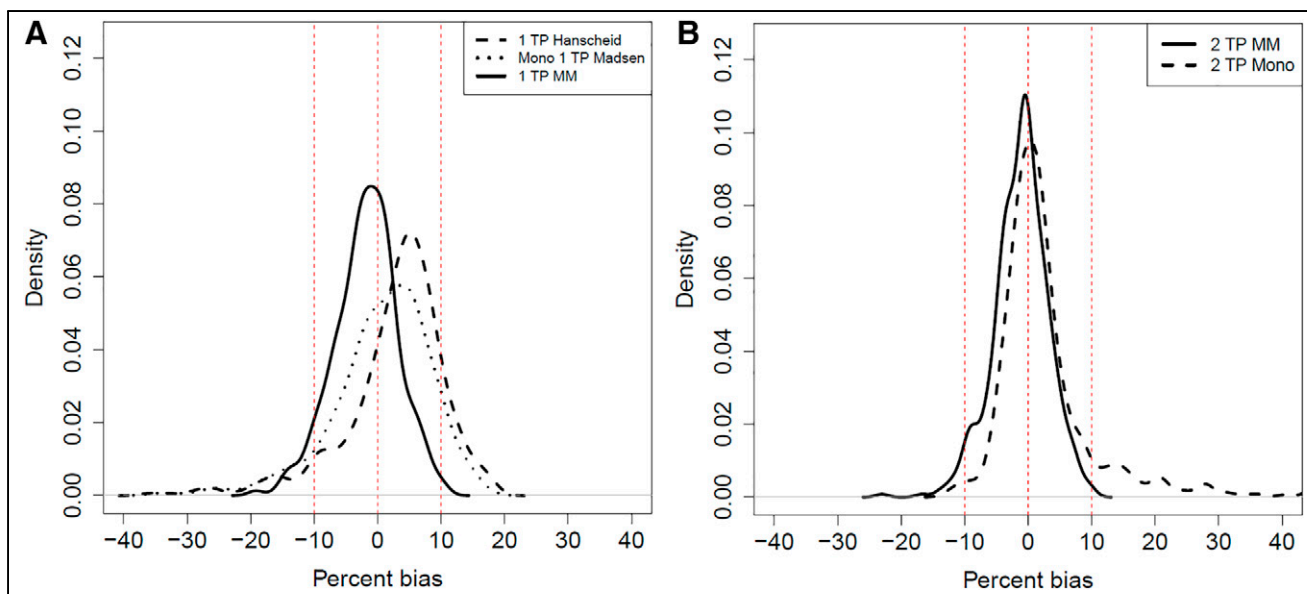 A
1 TP Hanscheid
Mono 1 TP Madsen
1 TP MM
Density
0.12
0.10
0.08
0.06
0.04
0.02
0.00
−40 −30 −20 −10 0 10 20 30 40
Percent bias
B
2 TP MM
2 TP Mono
Density
0.12
0.10
0.08
0.06
0.04
0.02
0.00
−40 −30 −20 −10 0 10 20 30 40
Percent bias